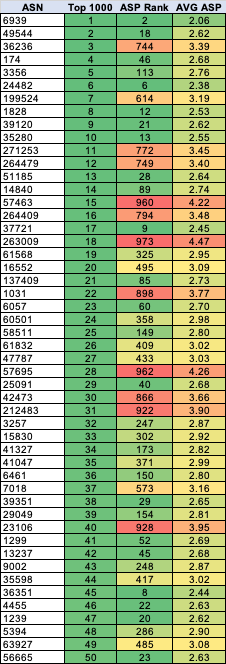 ASN Top 1000 ASP Rank AVG ASP
6939 1 2 2.06
49544 2 18 2.62
36236 3 744 3.39
174 4 46 2.68
3356 5 113 2.76
24482 6 6 2.38
199524 7 614 3.19
1828 8 12 2.53
39120 9 21 2.62
35280 10 13 2.55
271253 11 772 3.45
264479 12 749 3.40
51185 13 28 2.64
14840 14 89 2.74
57463 15 960 4.22
264409 16 794 3.48
37721 17 9 2.45
263009 18 973 4.47
61568 19 325 2.95
16552 20 495 3.09
137409 21 85 2.73
1031 22 898 3.77
6057 23 60 2.70
60501 24 358 2.98
58511 25 149 2.80
61832 26 409 3.02
47787 27 433 3.03
57695 28 962 4.26
25091 29 40 2.68
42473 30 866 3.66
212483 31 922 3.90
3257 32 247 2.87
15830 33 302 2.92
41327 34 173 2.82
41047 35 371 2.99
6461 36 150 2.80
7018 37 573 3.16
39351 38 29 2.65
29049 39 154 2.81
23106 40 928 3.95
1299 41 52 2.69
13237 42 45 2.68
9002 43 248 2.87
35598 44 417 3.02
36351 45 8 2.44
4455 46 22 2.63
1239 47 20 2.62
5394 48 286 2.90
63927 49 485 3.08
56665 50 23 2.63